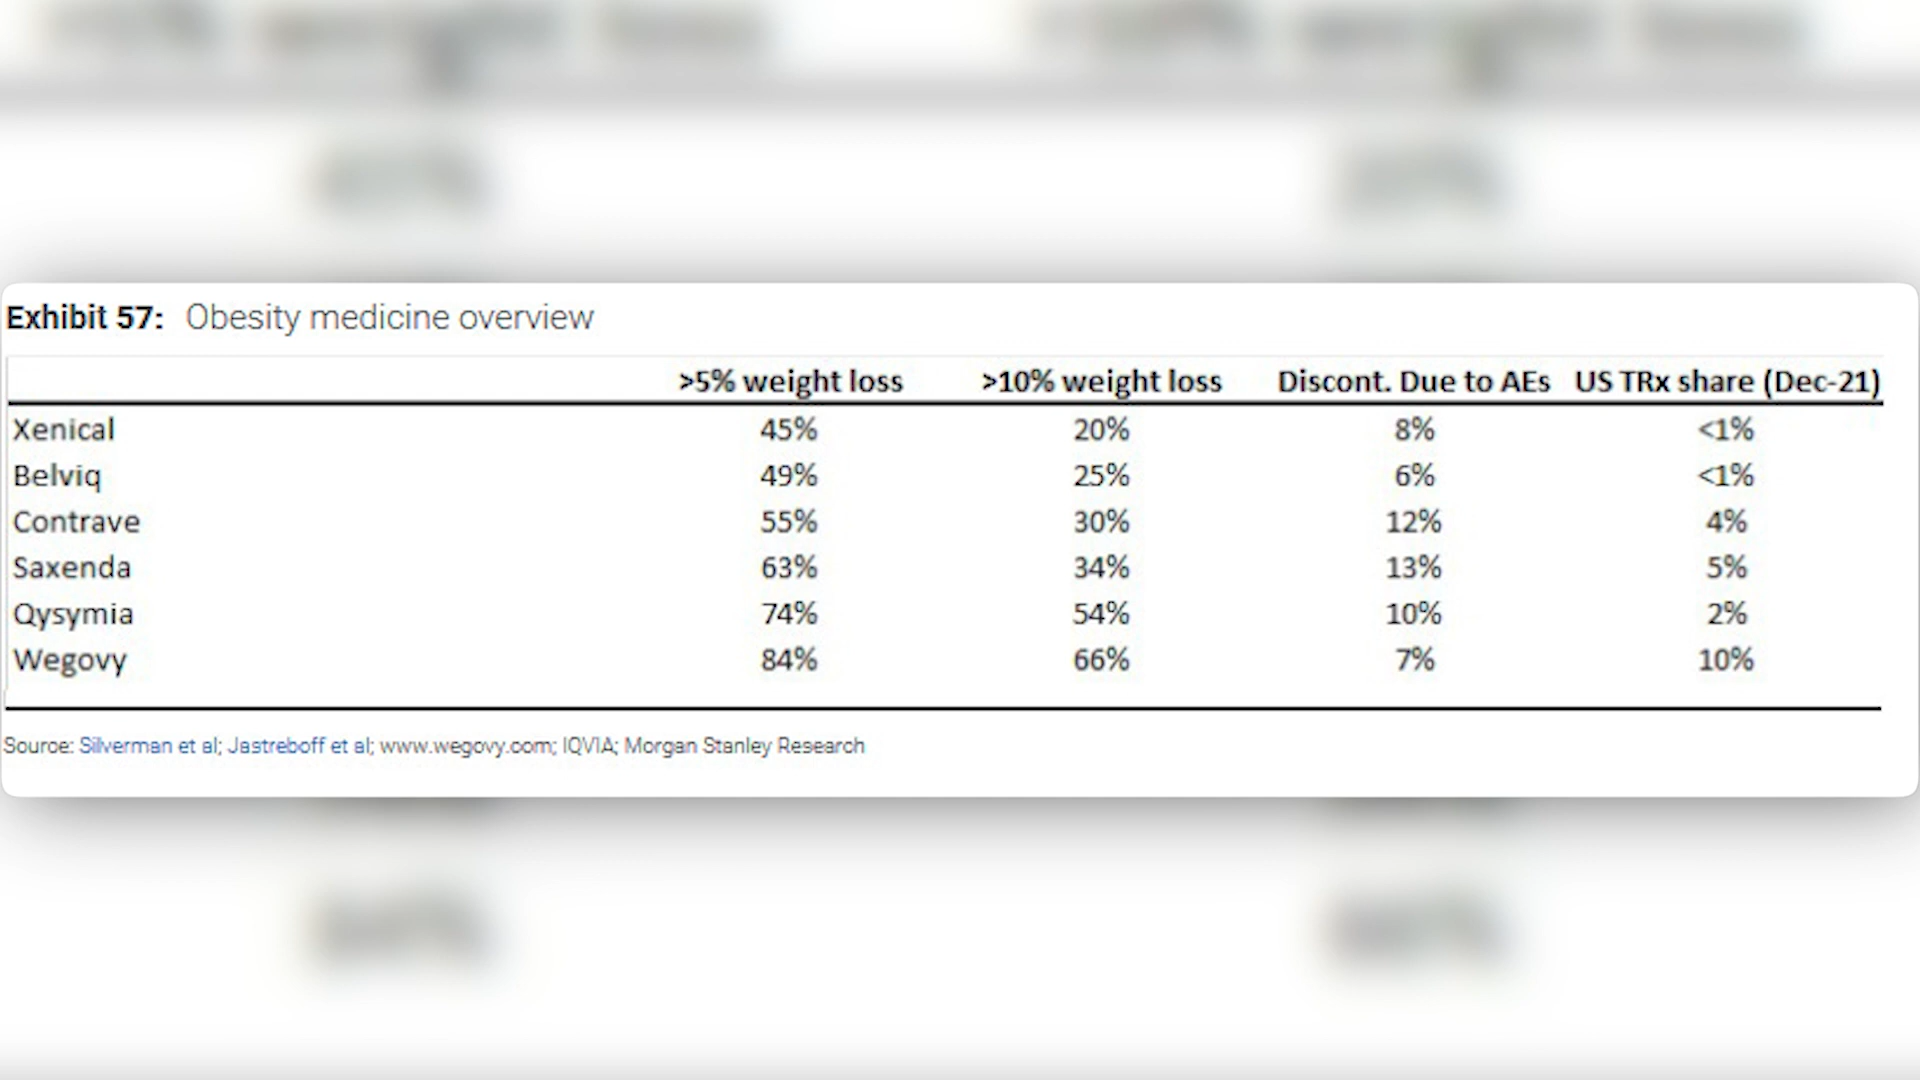 Exhibit 57: Obesity medicine overview
>5% weight loss >10% weight loss Discont. Due to AEs US TRx share (Dec-21)
Xenical 45% 20% 8% <1%
Belviq 49% 25% 6% <1%
Contrave 55% 30% 12% 4%
Saxenda 63% 34% 13% 5%
Qysymia 74% 54% 10% 2%
Wegovy 84% 66% 7% 10%
Source: Silverman et al; Jastreboff et al; www.wegovy.com; IQVIA; Morgan Stanley Research